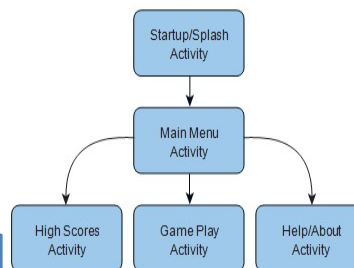 Startup/Splash
Activity
Main Menu
Activity
High Scores
Activity
Game Play
Activity
Help/About
Activity